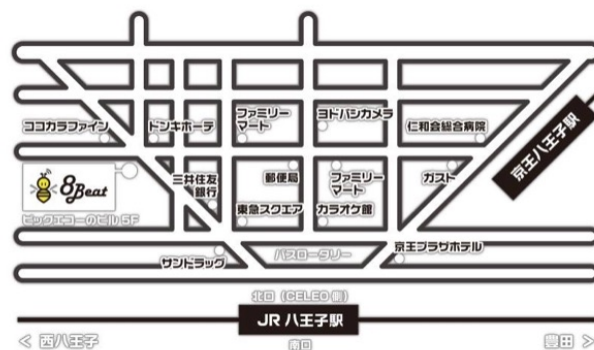 ココカラファイン
ドンキホーテ
ファミリー
マート
ヨドバシカメラ
仁和会総合病院
京王八王子駅
8Beat
ビックエコーのビル 5F
三井住友
銀行
郵便局
ファミリー
マート
ガスト
東急スクエア
カラオケ館
サンドラッグ
バスロータリー
京王プラザホテル
北口（CELEO側）
JR 八王子駅
南口
< 西八王子
豊田 >